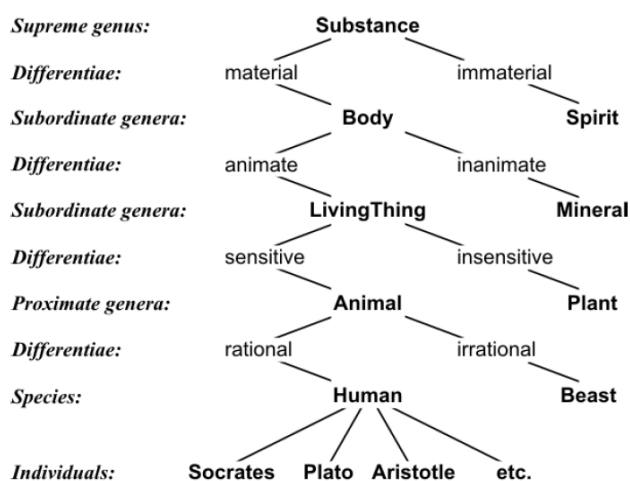 Supreme genus: Substance
Differentiae: material immaterial
Subordinate genera: Body Spirit
Differentiae: animate inanimate
Subordinate genera: LivingThing Mineral
Differentiae: sensitive insensitive
Proximate genera: Animal Plant
Differentiae: rational irrational
Species: Human Beast
Individuals: Socrates Plato Aristotle etc.